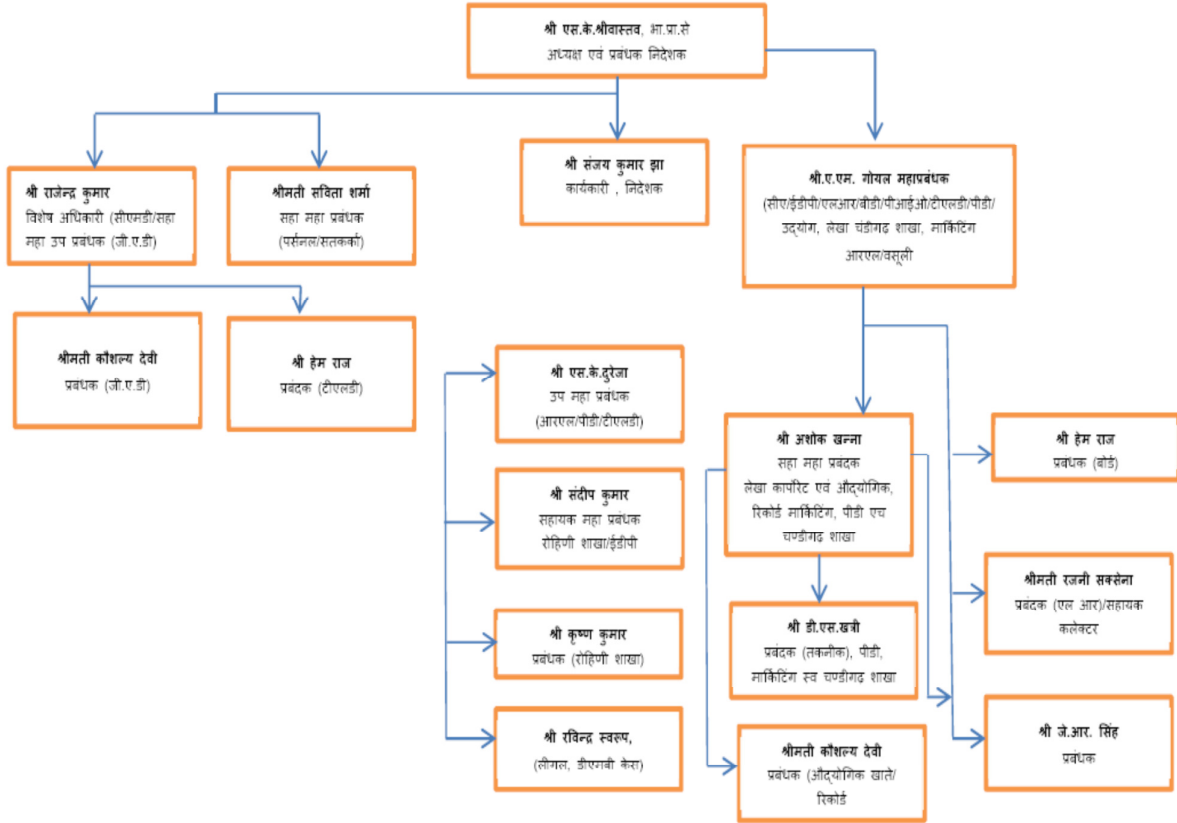 श्री एस.के.श्रीवास्तव, भा.प्रा.से
अध्यक्ष एवं प्रबंधक निदेशक
श्री राजेन्द्र कुमार
विशेष अधिकारी (सीएमडी/सहा
महा उप प्रबंधक (जी.ए.डी)
श्रीमती सविता शर्मा
सहा महा प्रबंधक
(पर्सनल/सतकर्का)
श्री संजय कुमार झा
कार्यकारी , निदेशक
श्री.ए.एम. गोयल महाप्रबंधक
(सीए/ईडीपी/एलआर/बीडी/पीआईओ/टीएलडी/पीडी/
उद्योग, लेखा चंडीगढ़ शाखा, मार्किटिंग
आरएल/वसूली
श्रीमती कौशल्य देवी
प्रबंधक (जी.ए.डी)
श्री हेम राज
प्रबंदक (टीएलडी)
श्री एस.के.दुरेजा
उप महा प्रबंधक
(आरएल/पीडी/टीएलडी)
श्री संदीप कुमार
सहायक महा प्रबंधक
रोहिणी शाखा/ईडीपी
श्री कृष्ण कुमार
प्रबंधक (रोहिणी शाखा)
श्री रविन्द्र स्वरूप,
(लीगल, डीएमबी केस)
श्री अशोक खन्ना
सहा महा प्रबंदक
लेखा कार्पोरेट एवं औद्योगिक,
रिकोर्ड मार्किटिंग, पीडी एच
चण्डीगढ़ शाखा
श्री डी.एस.खत्री
प्रबंदक (तकनीक), पीडी,
मार्किटिंग स्व चण्डीगढ़ शाखा
श्रीमती कौशल्य देवी
प्रबंधक (औद्योगिक खाते/
रिकोर्ड
श्री हेम राज
प्रबंधक (बोर्ड)
श्रीमती रजनी सक्सेना
प्रबंदक (एल आर)/सहायक
कलेक्टर
श्री जे.आर. सिंह
प्रबंधक